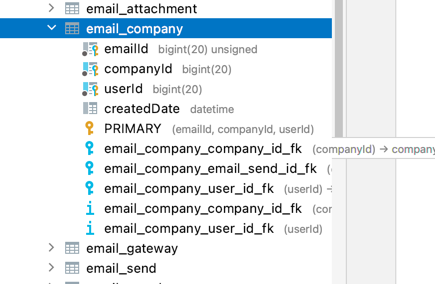 email_attachment
email_company
emailId bigint(20) unsigned
companyId bigint(20)
userId bigint(20)
createdDate datetime
PRIMARY (emailId, companyId, userId)
email_company_company_id_fk (companyId) → company
email_company_email_send_id_fk (
email_company_user_id_fk (userId) →
email_company_company_id_fk (co
email_company_user_id_fk (userId)
email_gateway
email_send